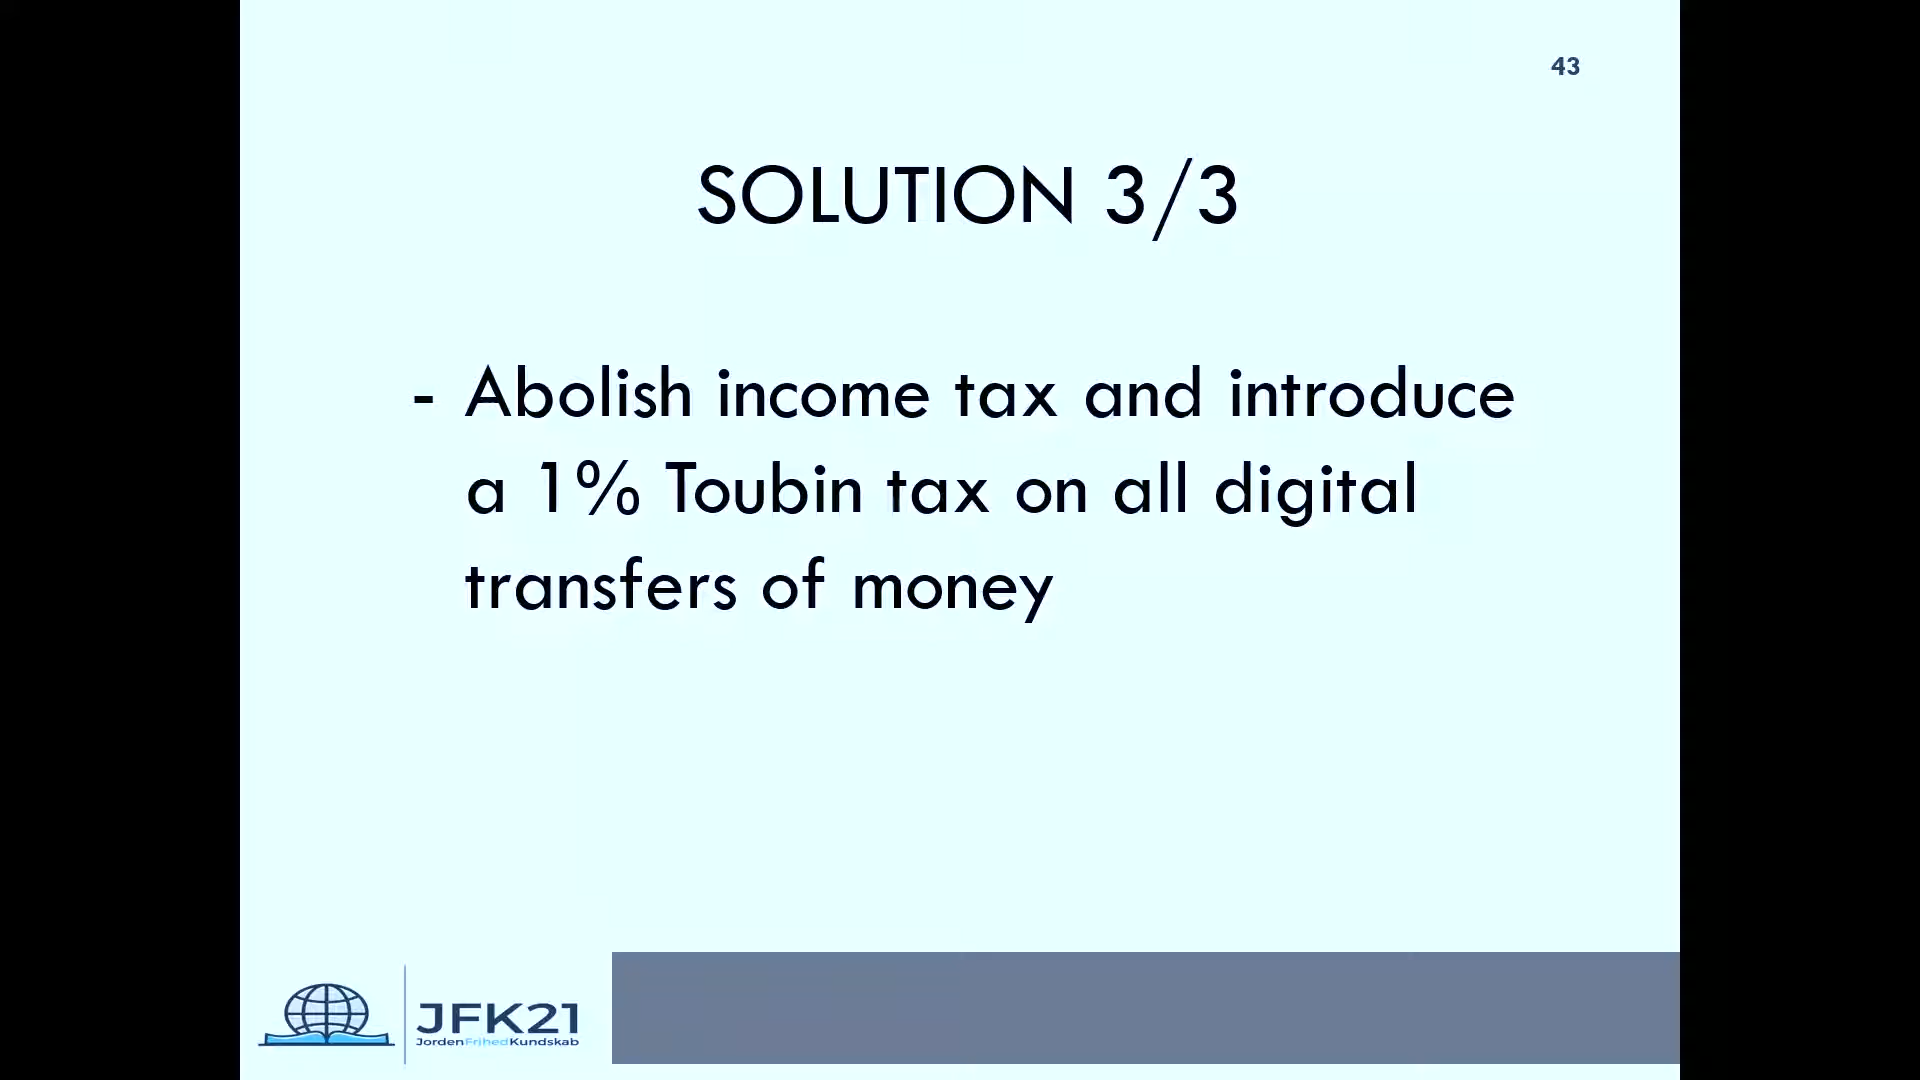 43
SOLUTION 3/3
- Abolish income tax and introduce
a 1% Toubin tax on all digital
transfers of money
JFK21
JordenFrihedKundskab